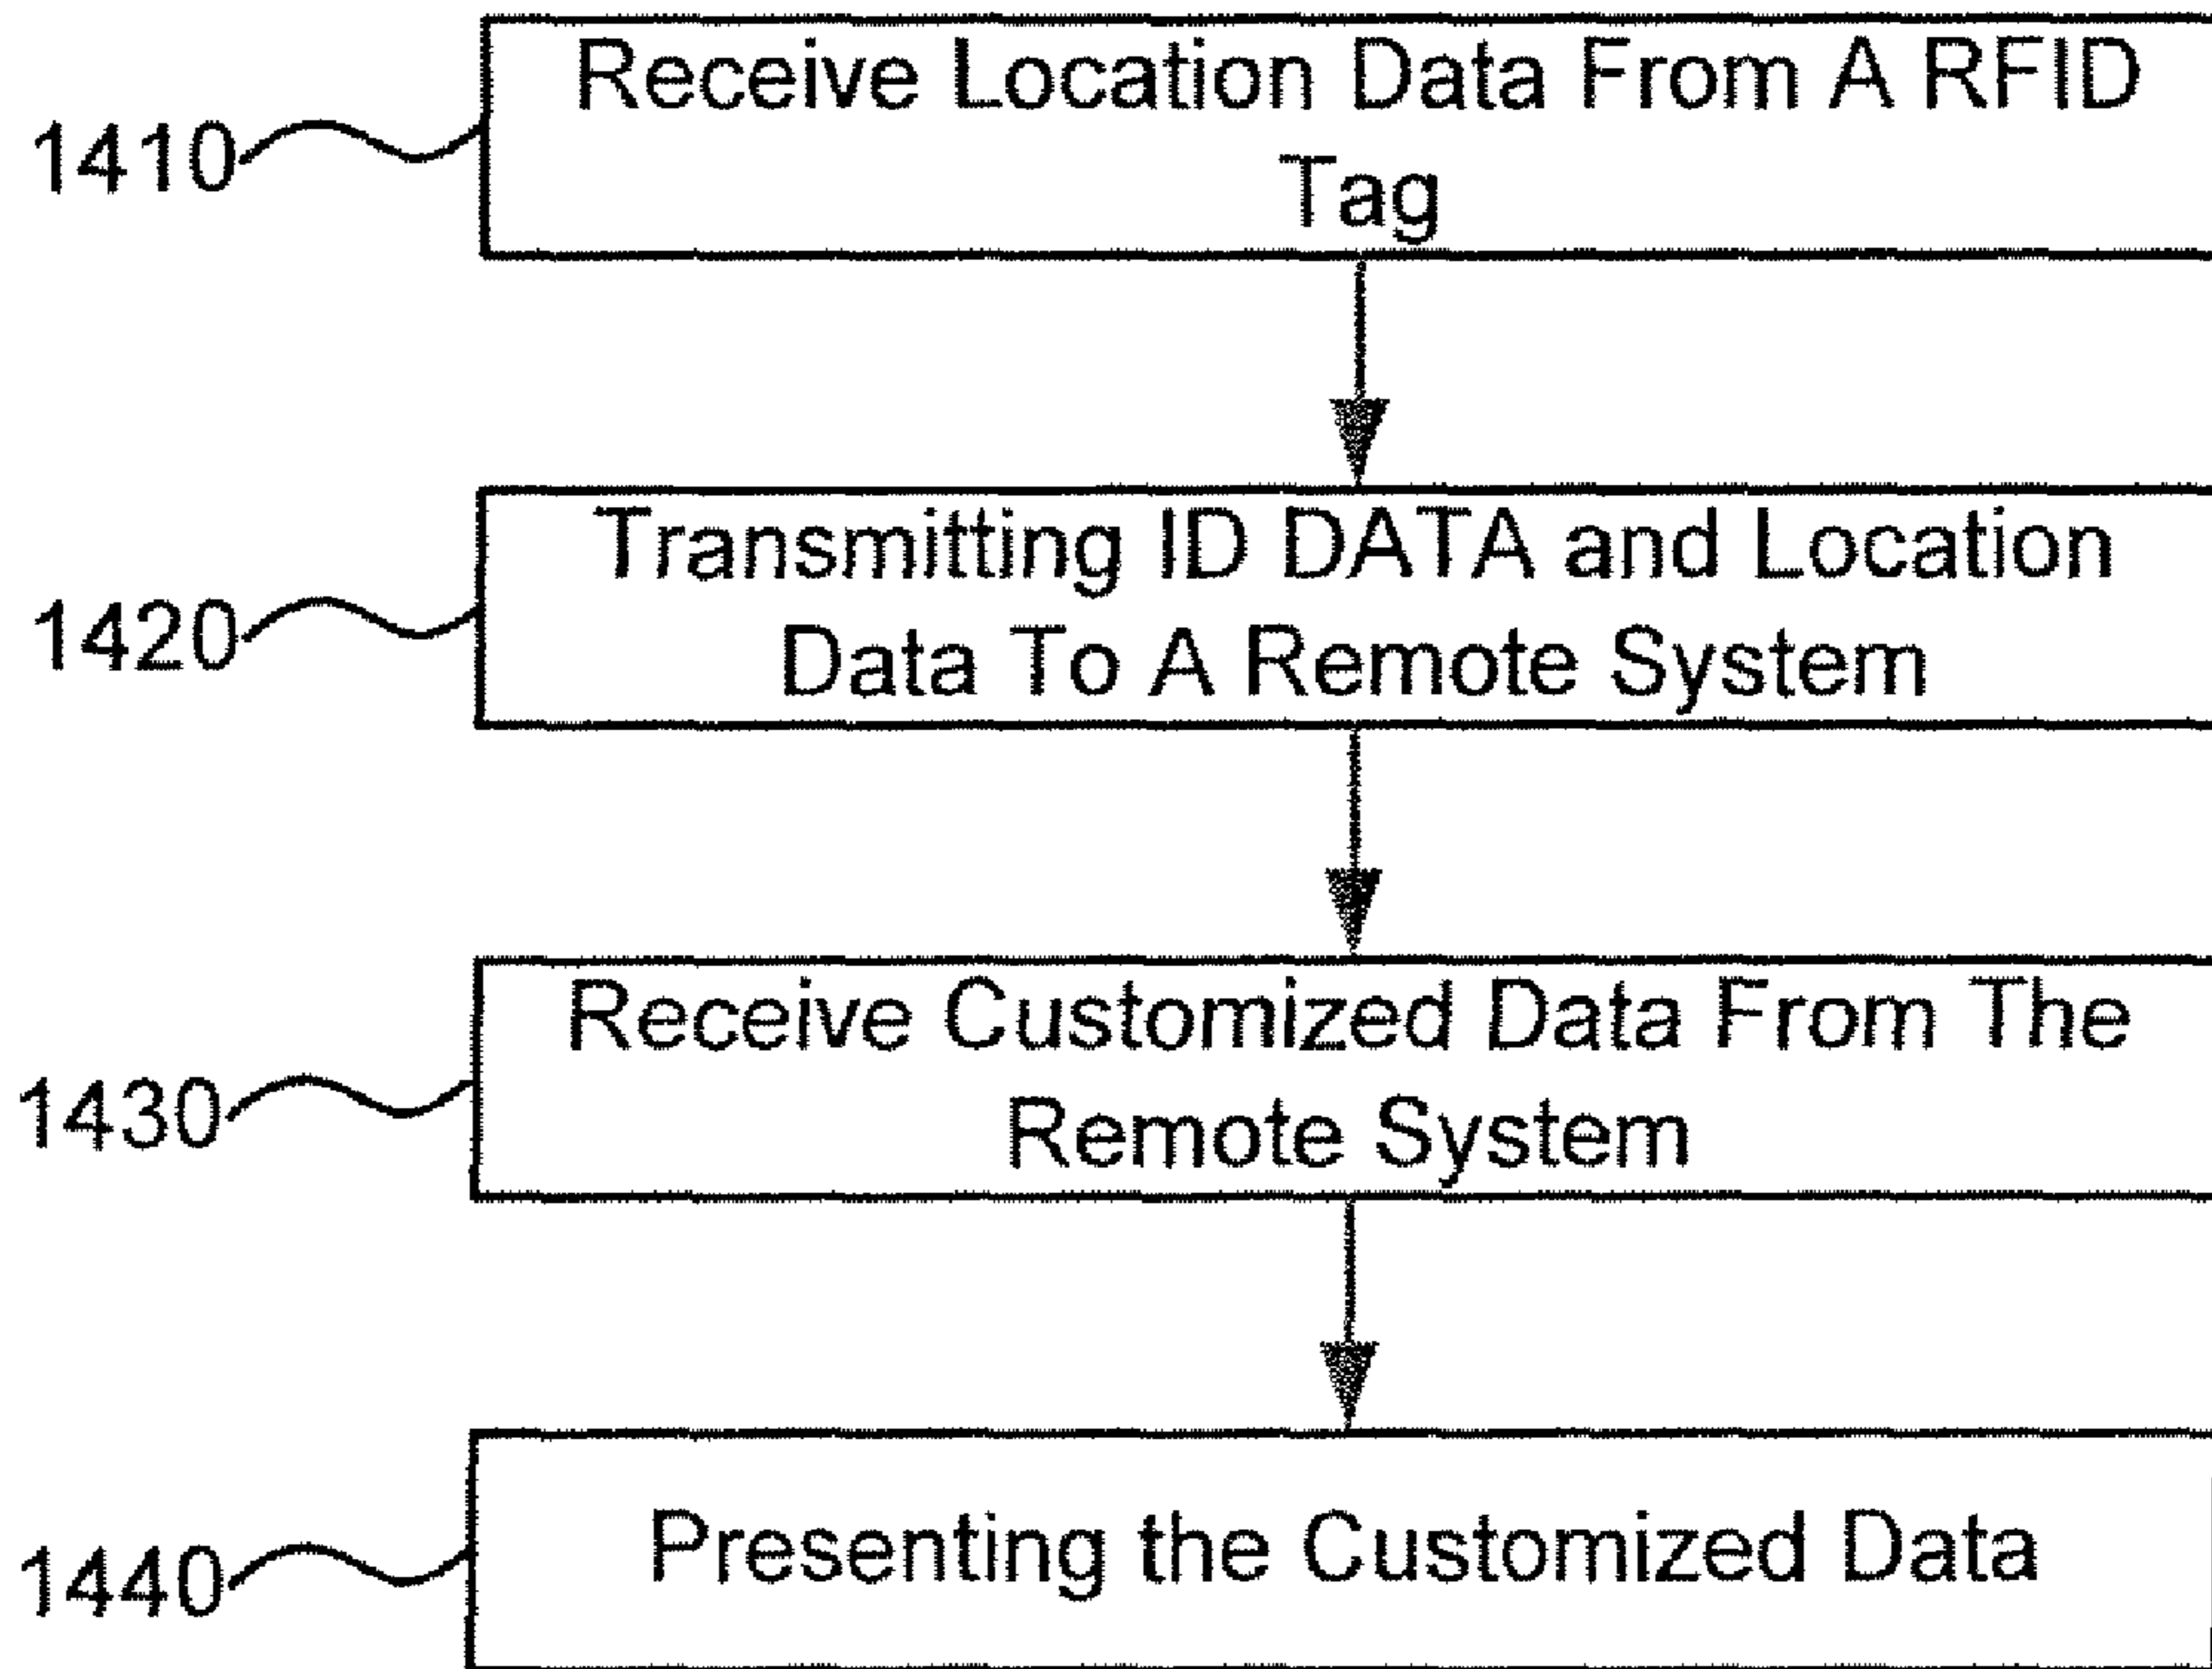 Receive Location Data From A RFID
Tag
1410
Transmitting ID DATA and Location
Data To A Remote System
1420
Receive Customized Data From The
Remote System
1430
Presenting the Customized Data
1440